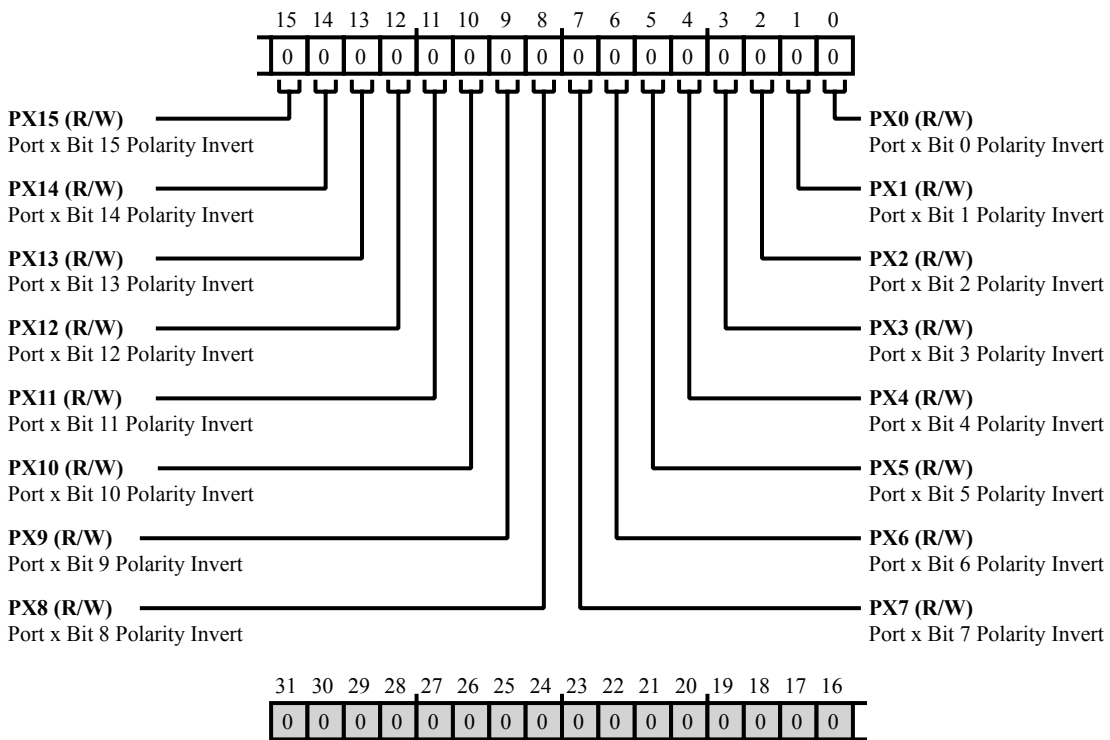 15 14 13 12 11 10 9 8 7 6 5 4 3 2 1 0
0 0 0 0 0 0 0 0 0 0 0 0 0 0 0 0
PX15 (R/W)
Port x Bit 15 Polarity Invert
PX0 (R/W)
Port x Bit 0 Polarity Invert
PX14 (R/W)
Port x Bit 14 Polarity Invert
PX1 (R/W)
Port x Bit 1 Polarity Invert
PX13 (R/W)
Port x Bit 13 Polarity Invert
PX2 (R/W)
Port x Bit 2 Polarity Invert
PX12 (R/W)
Port x Bit 12 Polarity Invert
PX3 (R/W)
Port x Bit 3 Polarity Invert
PX11 (R/W)
Port x Bit 11 Polarity Invert
PX4 (R/W)
Port x Bit 4 Polarity Invert
PX10 (R/W)
Port x Bit 10 Polarity Invert
PX5 (R/W)
Port x Bit 5 Polarity Invert
PX9 (R/W)
Port x Bit 9 Polarity Invert
PX6 (R/W)
Port x Bit 6 Polarity Invert
PX8 (R/W)
Port x Bit 8 Polarity Invert
PX7 (R/W)
Port x Bit 7 Polarity Invert
31 30 29 28 27 26 25 24 23 22 21 20 19 18 17 16
0 0 0 0 0 0 0 0 0 0 0 0 0 0 0 0